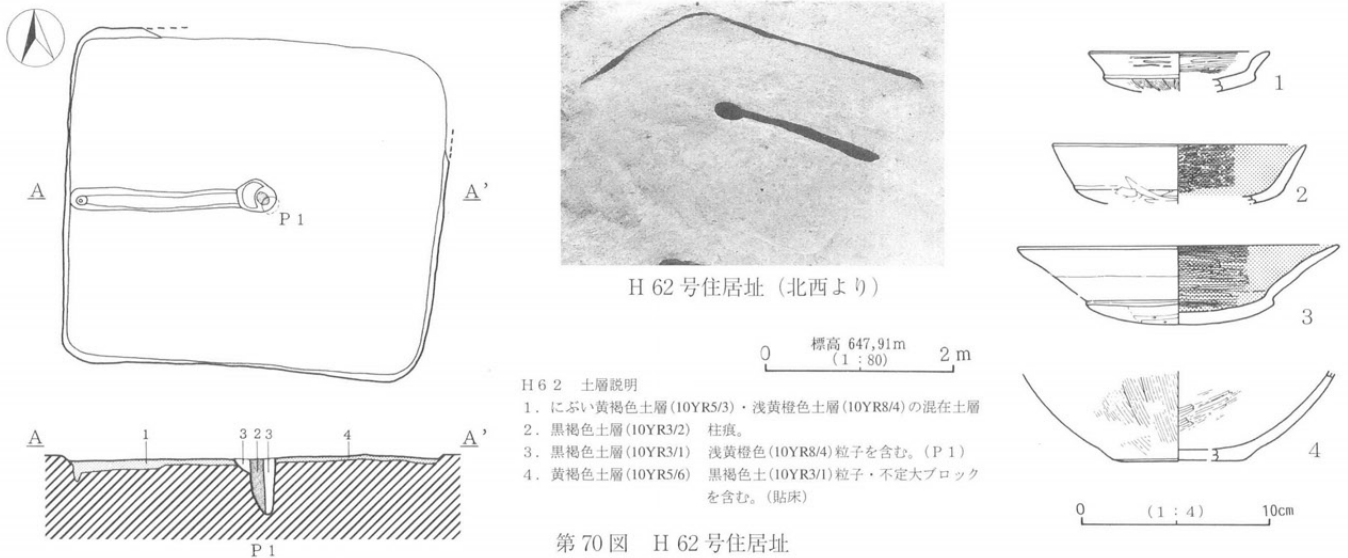 A
A'
P 1
A
1
3 2 3
4
A'
P 1
H 62 号住居址 (北西より)
標高 647,91m
0 (1 : 80) 2 m
H 6 2 土層説明
1. にぶい黄褐色土層(10YR5/3)・浅黄橙色土層(10YR8/4)の混在土層
2. 黒褐色土層(10YR3/2) 柱痕。
3. 黒褐色土層(10YR3/1) 浅黄橙色(10YR8/4)粒子を含む。(P 1)
4. 黄褐色土層(10YR5/6) 黒褐色土(10YR3/1)粒子・不定大ブロック
を含む。(貼床)
第 70 図 H 62 号住居址
1
2
3
4
0 (1 : 4) 10cm